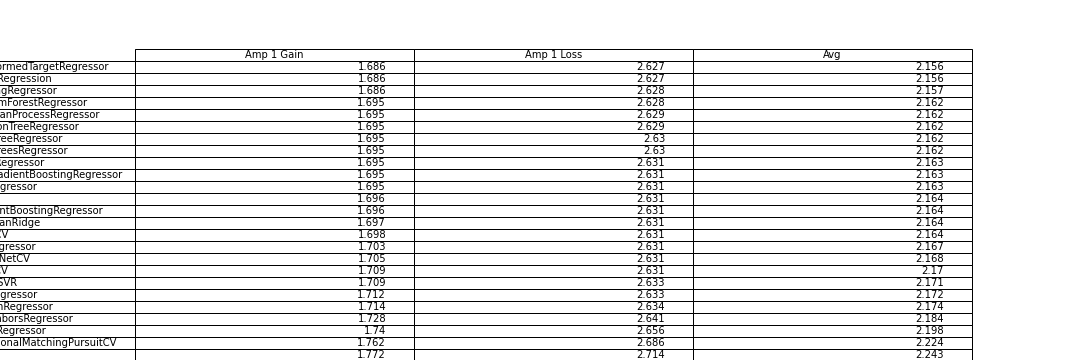 Amp 1 Gain Amp 1 Loss Avg
ormedTargetRegressor 1.686 2.627 2.156
Regression 1.686 2.627 2.156
gRegressor 1.686 2.628 2.157
mForestRegressor 1.695 2.628 2.162
anProcessRegressor 1.695 2.629 2.162
onTreeRegressor 1.695 2.629 2.162
reeRegressor 1.695 2.63 2.162
reesRegressor 1.695 2.63 2.162
Regressor 1.695 2.631 2.163
adientBoostingRegressor 1.695 2.631 2.163
gressor 1.695 2.631 2.163
1.696 2.631 2.164
ntBoostingRegressor 1.696 2.631 2.164
anRidge 1.697 2.631 2.164
CV 1.698 2.631 2.164
gressor 1.703 2.631 2.167
NetCV 1.705 2.631 2.168
CV 1.709 2.631 2.17
SVR 1.709 2.633 2.171
gressor 1.712 2.633 2.172
nRegressor 1.714 2.634 2.174
hborsRegressor 1.728 2.641 2.184
Regressor 1.74 2.656 2.198
onalMatchingPursuitCV 1.762 2.686 2.224
1.772 2.714 2.243